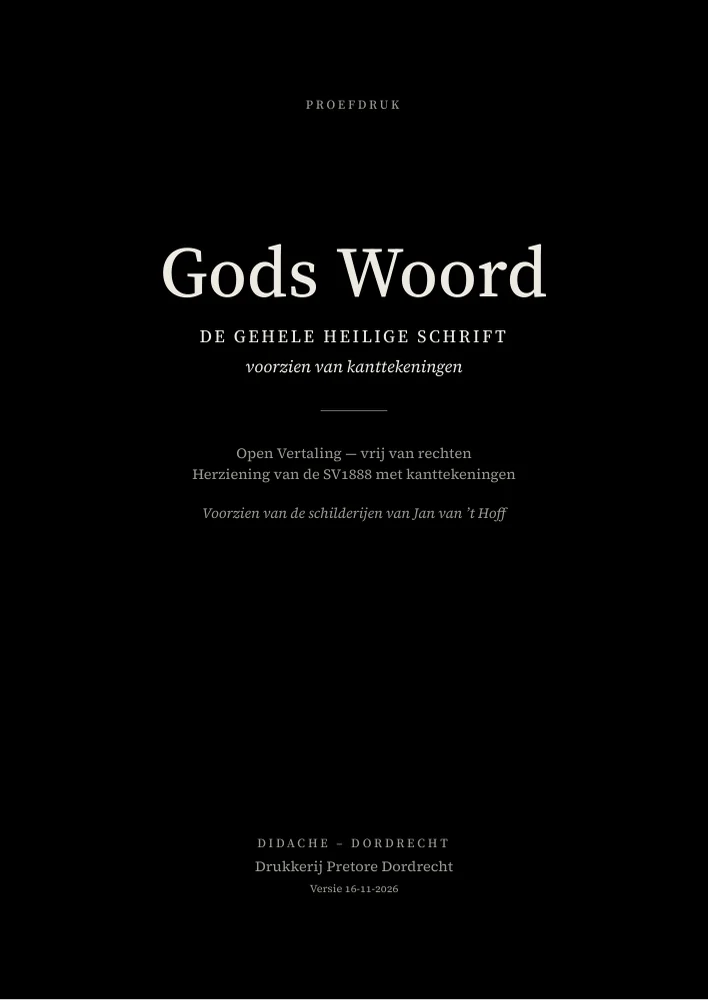 PROEFDRUK
Gods Woord
DE GEHELE HEILIGE SCHRIFT
voorzien van kanttekeningen
Open Vertaling — vrij van rechten
Herziening van de SV1888 met kanttekeningen
Voorzien van de schilderijen van Jan van ’t Hoff
DIDACHE – DORDRECHT
Drukkerij Pretore Dordrecht
Versie 16-11-2026